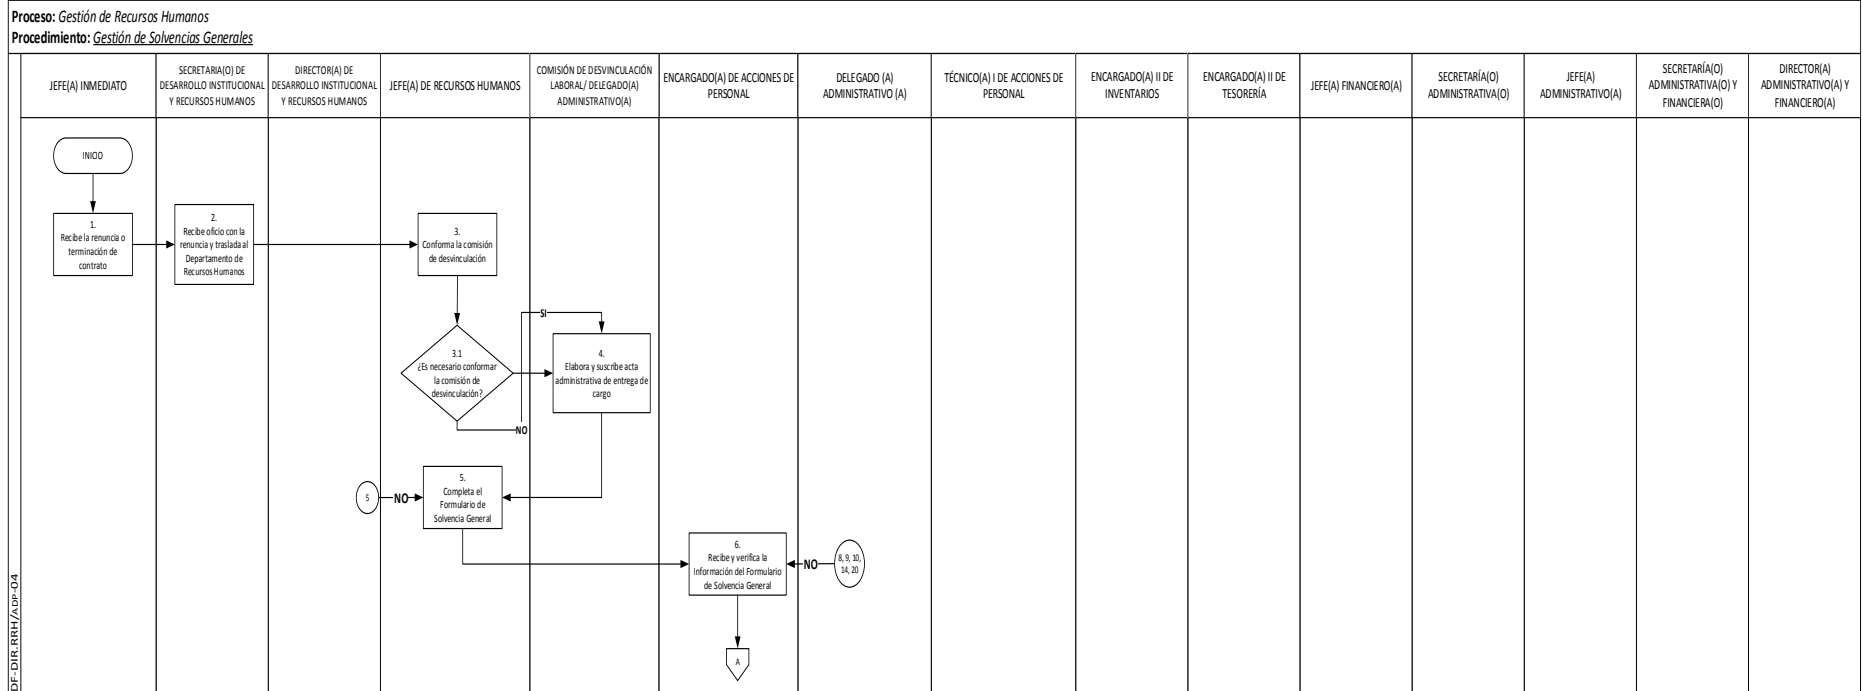 Proceso: Gestión de Recursos Humanos
Procedimiento: Gestión de Solvencias Generales
JEFE(A) INMEDIATO
SECRETARIA(O) DE
DESARROLLO INSTITUCIONAL
Y RECURSOS HUMANOS
DIRECTOR(A) DE
DESARROLLO INSTITUCIONAL
Y RECURSOS HUMANOS
JEFE(A) DE RECURSOS HUMANOS
COMISIÓN DE DESVINCULACIÓN
LABORAL/ DELEGADO(A)
ADMINISTRATIVO(A)
ENCARGADO(A) DE ACCIONES DE
PERSONAL
DELEGADO (A)
ADMINISTRATIVO (A)
TÉCNICO(A) I DE ACCIONES DE
PERSONAL
ENCARGADO(A) II DE
INVENTARIOS
ENCARGADO(A) II DE
TESORERÍA
JEFE(A) FINANCIERO(A)
SECRETARÍA(O)
ADMINISTRATIVA(O)
JEFE(A)
ADMINISTRATIVO(A)
SECRETARÍA(O)
ADMINISTRATIVA(O) Y
FINANCIERA(O)
DIRECTOR(A)
ADMINISTRATIVO(A) Y
FINANCIERO(A)
INICIO
1.
Recibe la renuncia o
terminación de
contrato
2.
Recibe oficio con la
renuncia y traslada al
Departamento de
Recursos Humanos
3.
Conforma la comisión
de desvinculación
SI
3.1
¿Es necesario conformar
la comisión de
desvinculación?
NO
4.
Elabora y suscribe acta
administrativa de entrega de
cargo
5
NO
5.
Completa el
Formulario de
Solvencia General
6.
Recibe y verifica la
Información del Formulario
de Solvencia General
NO
8, 9, 10,
14, 20
A
DF-DIR.RRH/ADP-04